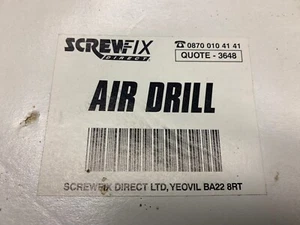 SCREWFIX
DIRECT
☎ 0870 010 41 41
QUOTE - 3648
AIR DRILL
SCREWFIX DIRECT LTD, YEOVIL BA22 8RT